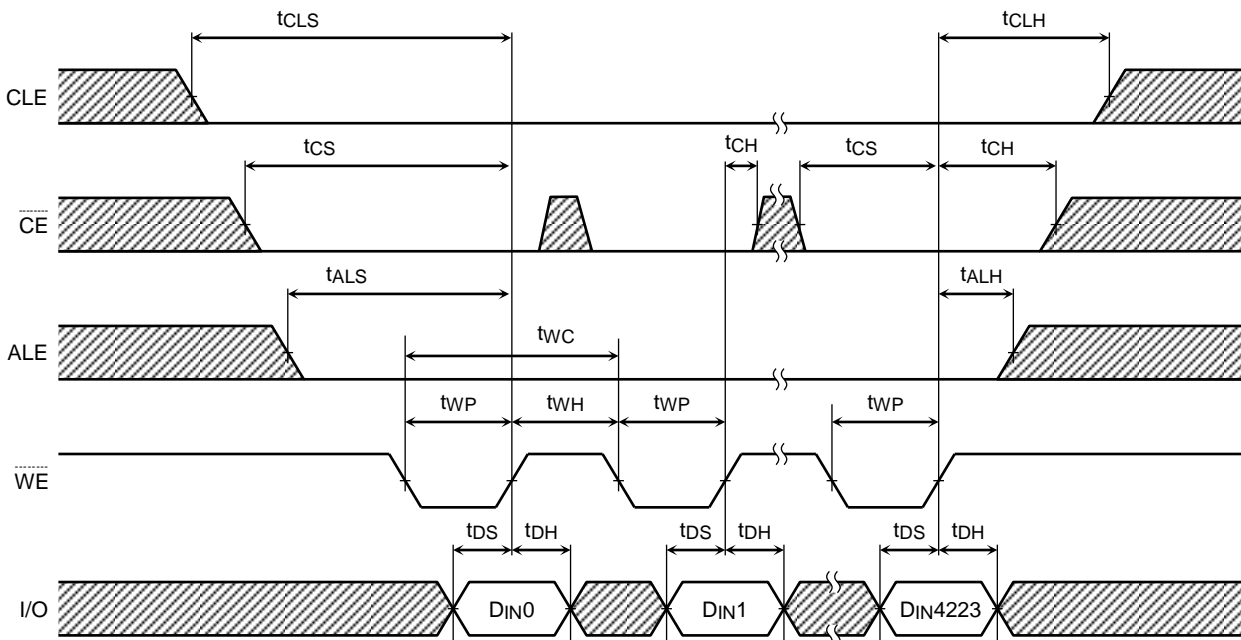 tCLS tCLH
CLE
tCS tCH tCS tCH
CE
tALS tALH
ALE
tWC
tWP tWH tWP tWP
WE
tDS tDH tDS tDH tDS tDH
I/O DIN0 DIN1 DIN4223